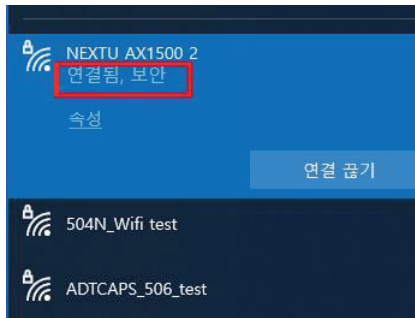 NEXTU AX1500 2
연결됨, 보안
속성
연결 끊기
504N_Wifi test
ADTCAPS_506_test